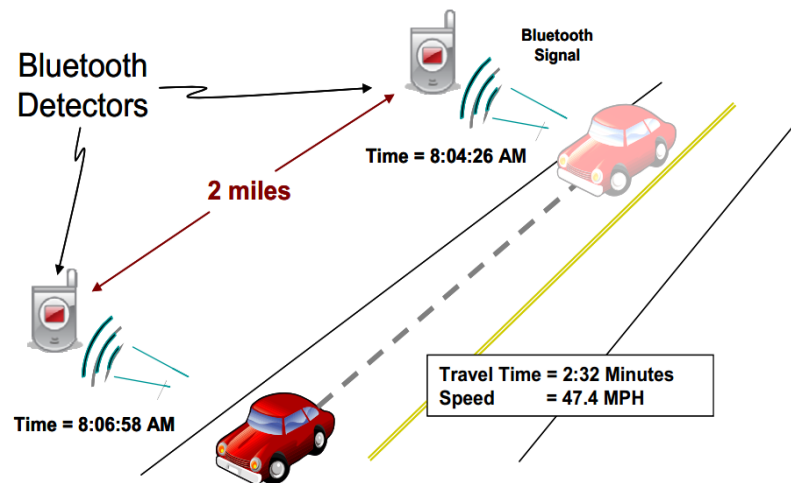 Bluetooth
Signal
Bluetooth
Detectors
Time = 8:04:26 AM
2 miles
Travel Time = 2:32 Minutes
Speed = 47.4 MPH
Time = 8:06:58 AM